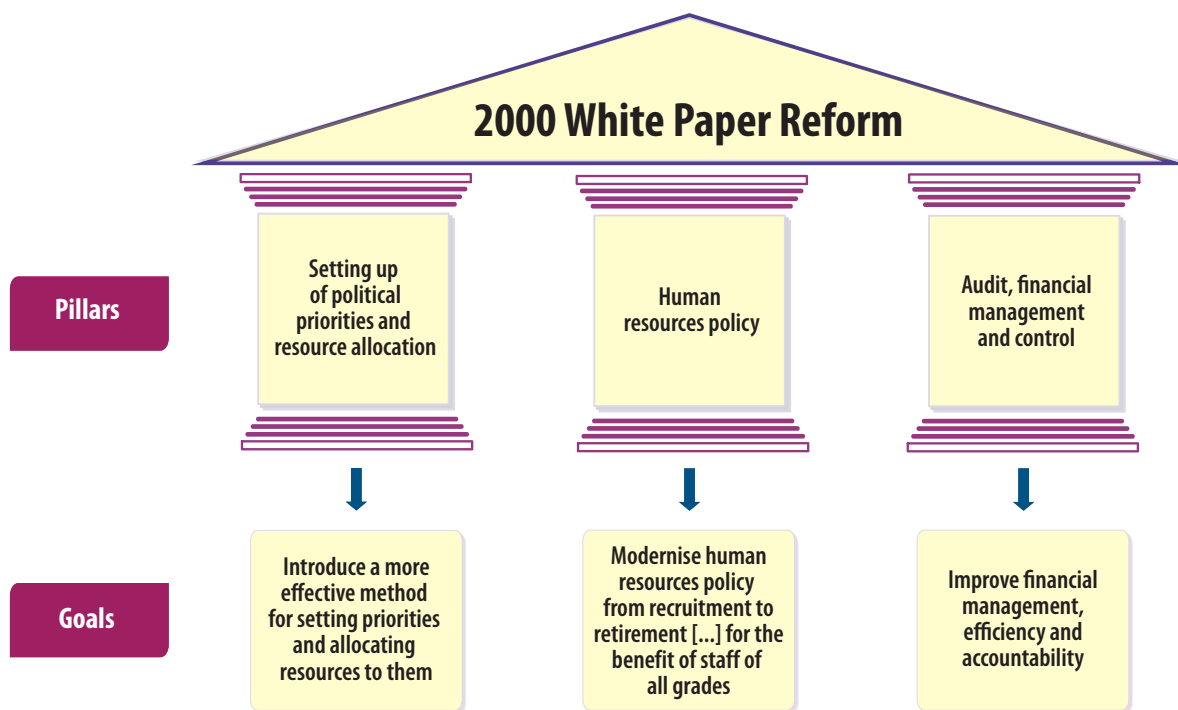 2000 White Paper Reform
Pillars
Setting up
of political
priorities and
resource allocation
Human
resources policy
Audit, financial
management
and control
Goals
Introduce a more
effective method
for setting priorities
and allocating
resources to them
Modernise human
resources policy
from recruitment to
retirement [...] for the
benefit of staff of
all grades
Improve financial
management,
efficiency and
accountability